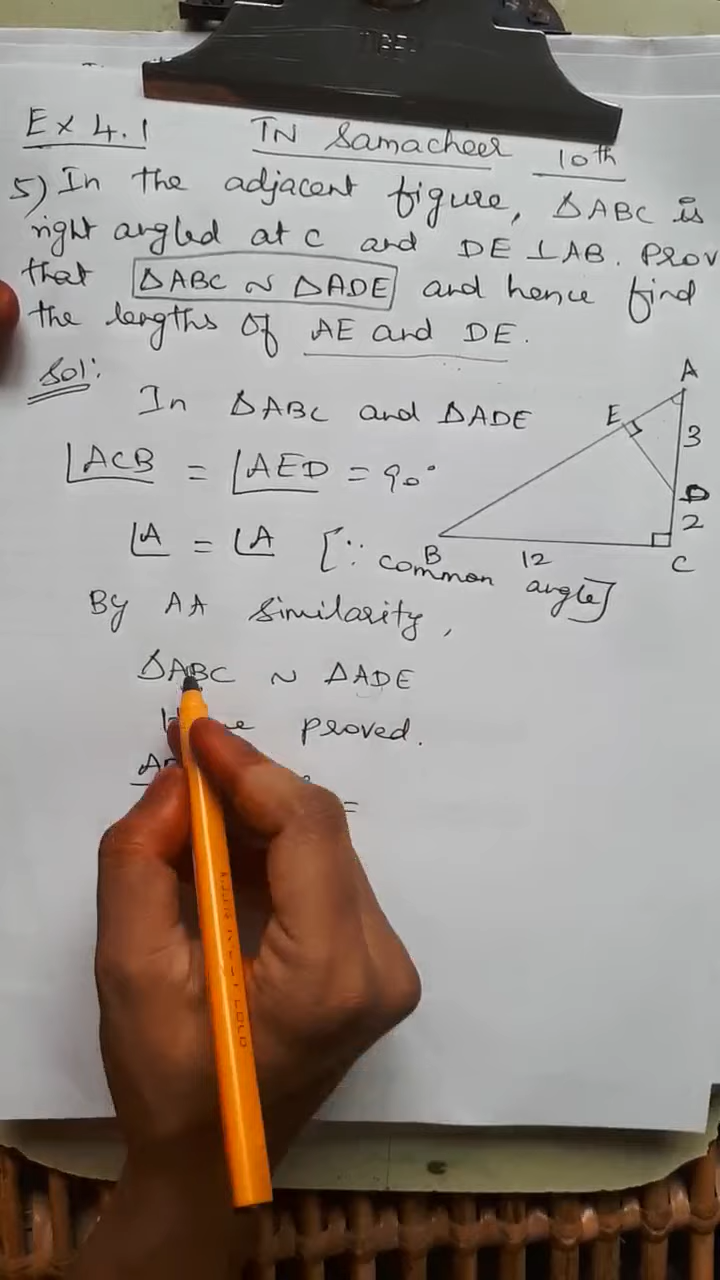 Ex 4.1 TN Samacheer 10th
5) In the adjacent figure, ΔABC is
right angled at C and DE ⊥AB. Prov
that ΔABC ~ ΔADE and hence find
the lengths of AE and DE.
Sol:
In ΔABC and ΔADE
∠ACB = ∠AED = 90°
∠A = ∠A [∵ common angle]
A
E
3
D
2
B
12
C
By AA similarity,
ΔABC ~ ΔADE
proved.
=